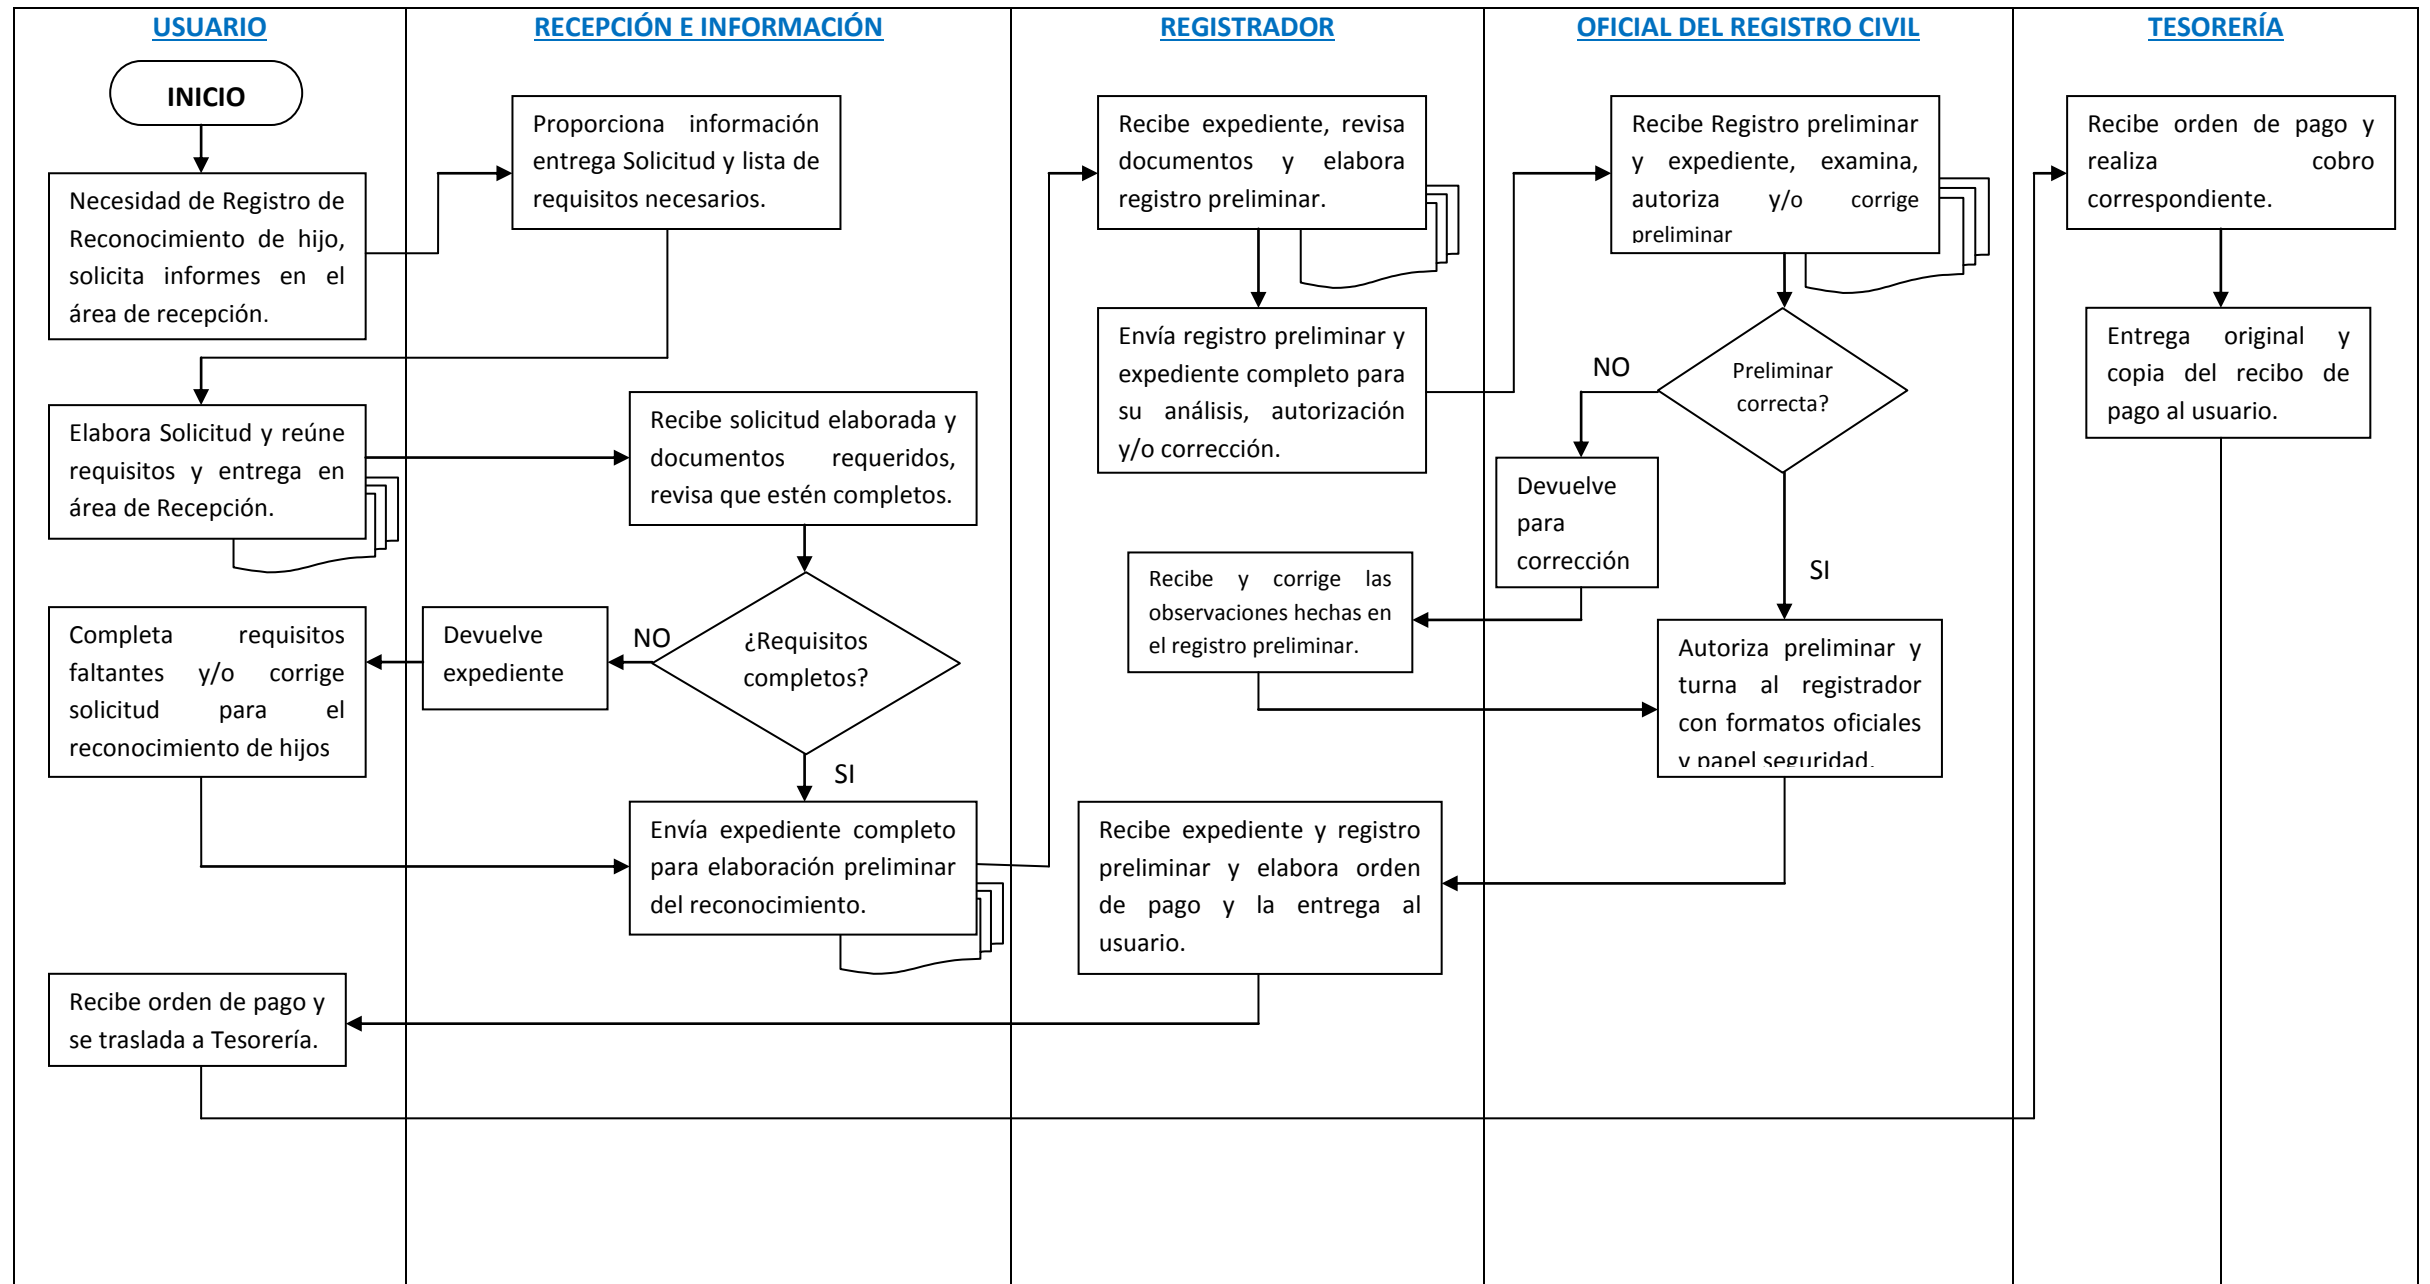 USUARIO
INICIO
Necesidad de Registro de
Reconocimiento de hijo,
solicita informes en el
área de recepción.
Elabora Solicitud y reúne
requisitos y entrega en
área de Recepción.
Completa requisitos
faltantes y/o corrige
solicitud para el
reconocimiento de hijos
Recibe orden de pago y
se traslada a Tesorería.
RECEPCIÓN E INFORMACIÓN
Proporciona información
entrega Solicitud y lista de
requisitos necesarios.
Recibe solicitud elaborada y
documentos requeridos,
revisa que estén completos.
¿Requisitos
completos?
NO
Devuelve
expediente
SI
Envía expediente completo
para elaboración preliminar
del reconocimiento.
REGISTRADOR
Recibe expediente, revisa
documentos y elabora
registro preliminar.
Envía registro preliminar y
expediente completo para
su análisis, autorización
y/o corrección.
Recibe y corrige las
observaciones hechas en
el registro preliminar.
Recibe expediente y registro
preliminar y elabora orden
de pago y la entrega al
usuario.
OFICIAL DEL REGISTRO CIVIL
Recibe Registro preliminar
y expediente, examina,
autoriza y/o corrige
preliminar
Preliminar
correcta?
NO
Devuelve
para
corrección
SI
Autoriza preliminar y
turna al registrador
con formatos oficiales
y papel seguridad.
TESORERÍA
Recibe orden de pago y
realiza cobro
correspondiente.
Entrega original y
copia del recibo de
pago al usuario.